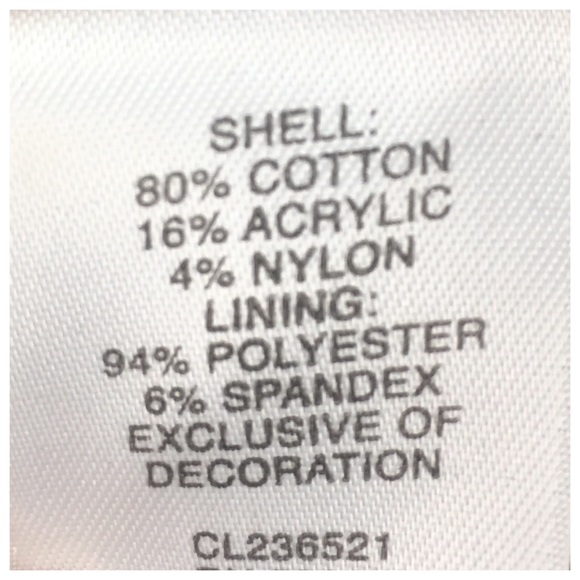 SHELL:
80% COTTON
16% ACRYLIC
4% NYLON
LINING:
94% POLYESTER
6% SPANDEX
EXCLUSIVE OF
DECORATION
CL236521